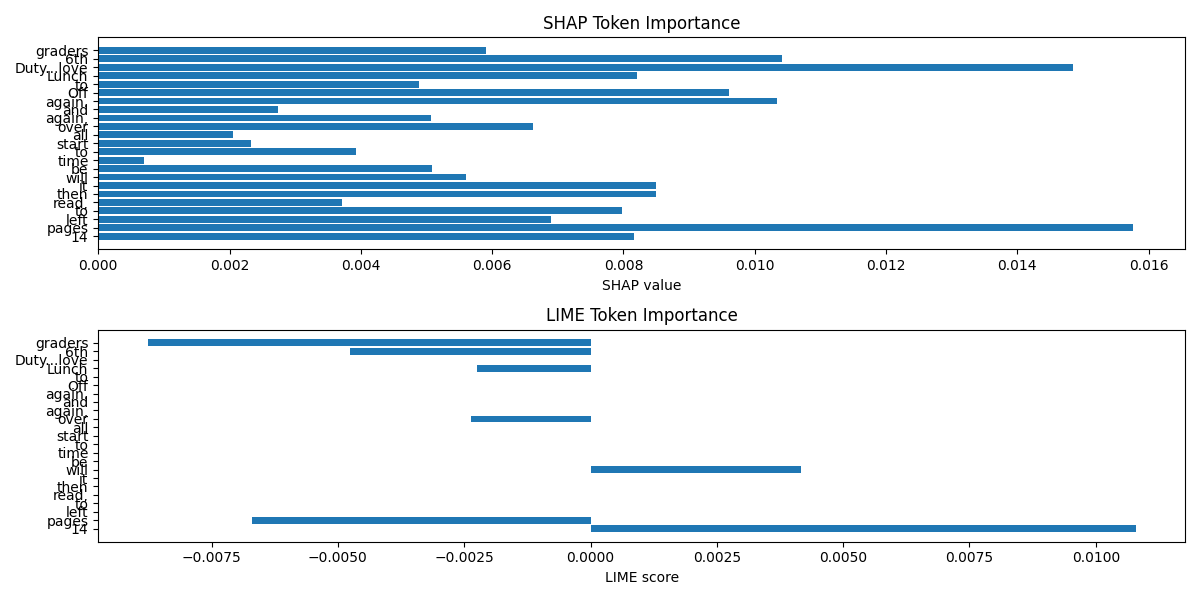 SHAP Token Importance
graders
6th
Duty...love
Lunch
to
Off
again,
and
again,
over
all
start
to
time
be
will
it
then
read,
to
left
pages
14
0.000 0.002 0.004 0.006 0.008 0.010 0.012 0.014 0.016
SHAP value
LIME Token Importance
graders
6th
Duty...love
Lunch
to
Off
again,
and
again,
over
all
start
to
time
be
will
it
then
read,
to
left
pages
14
−0.0075 −0.0050 −0.0025 0.0000 0.0025 0.0050 0.0075 0.0100
LIME score